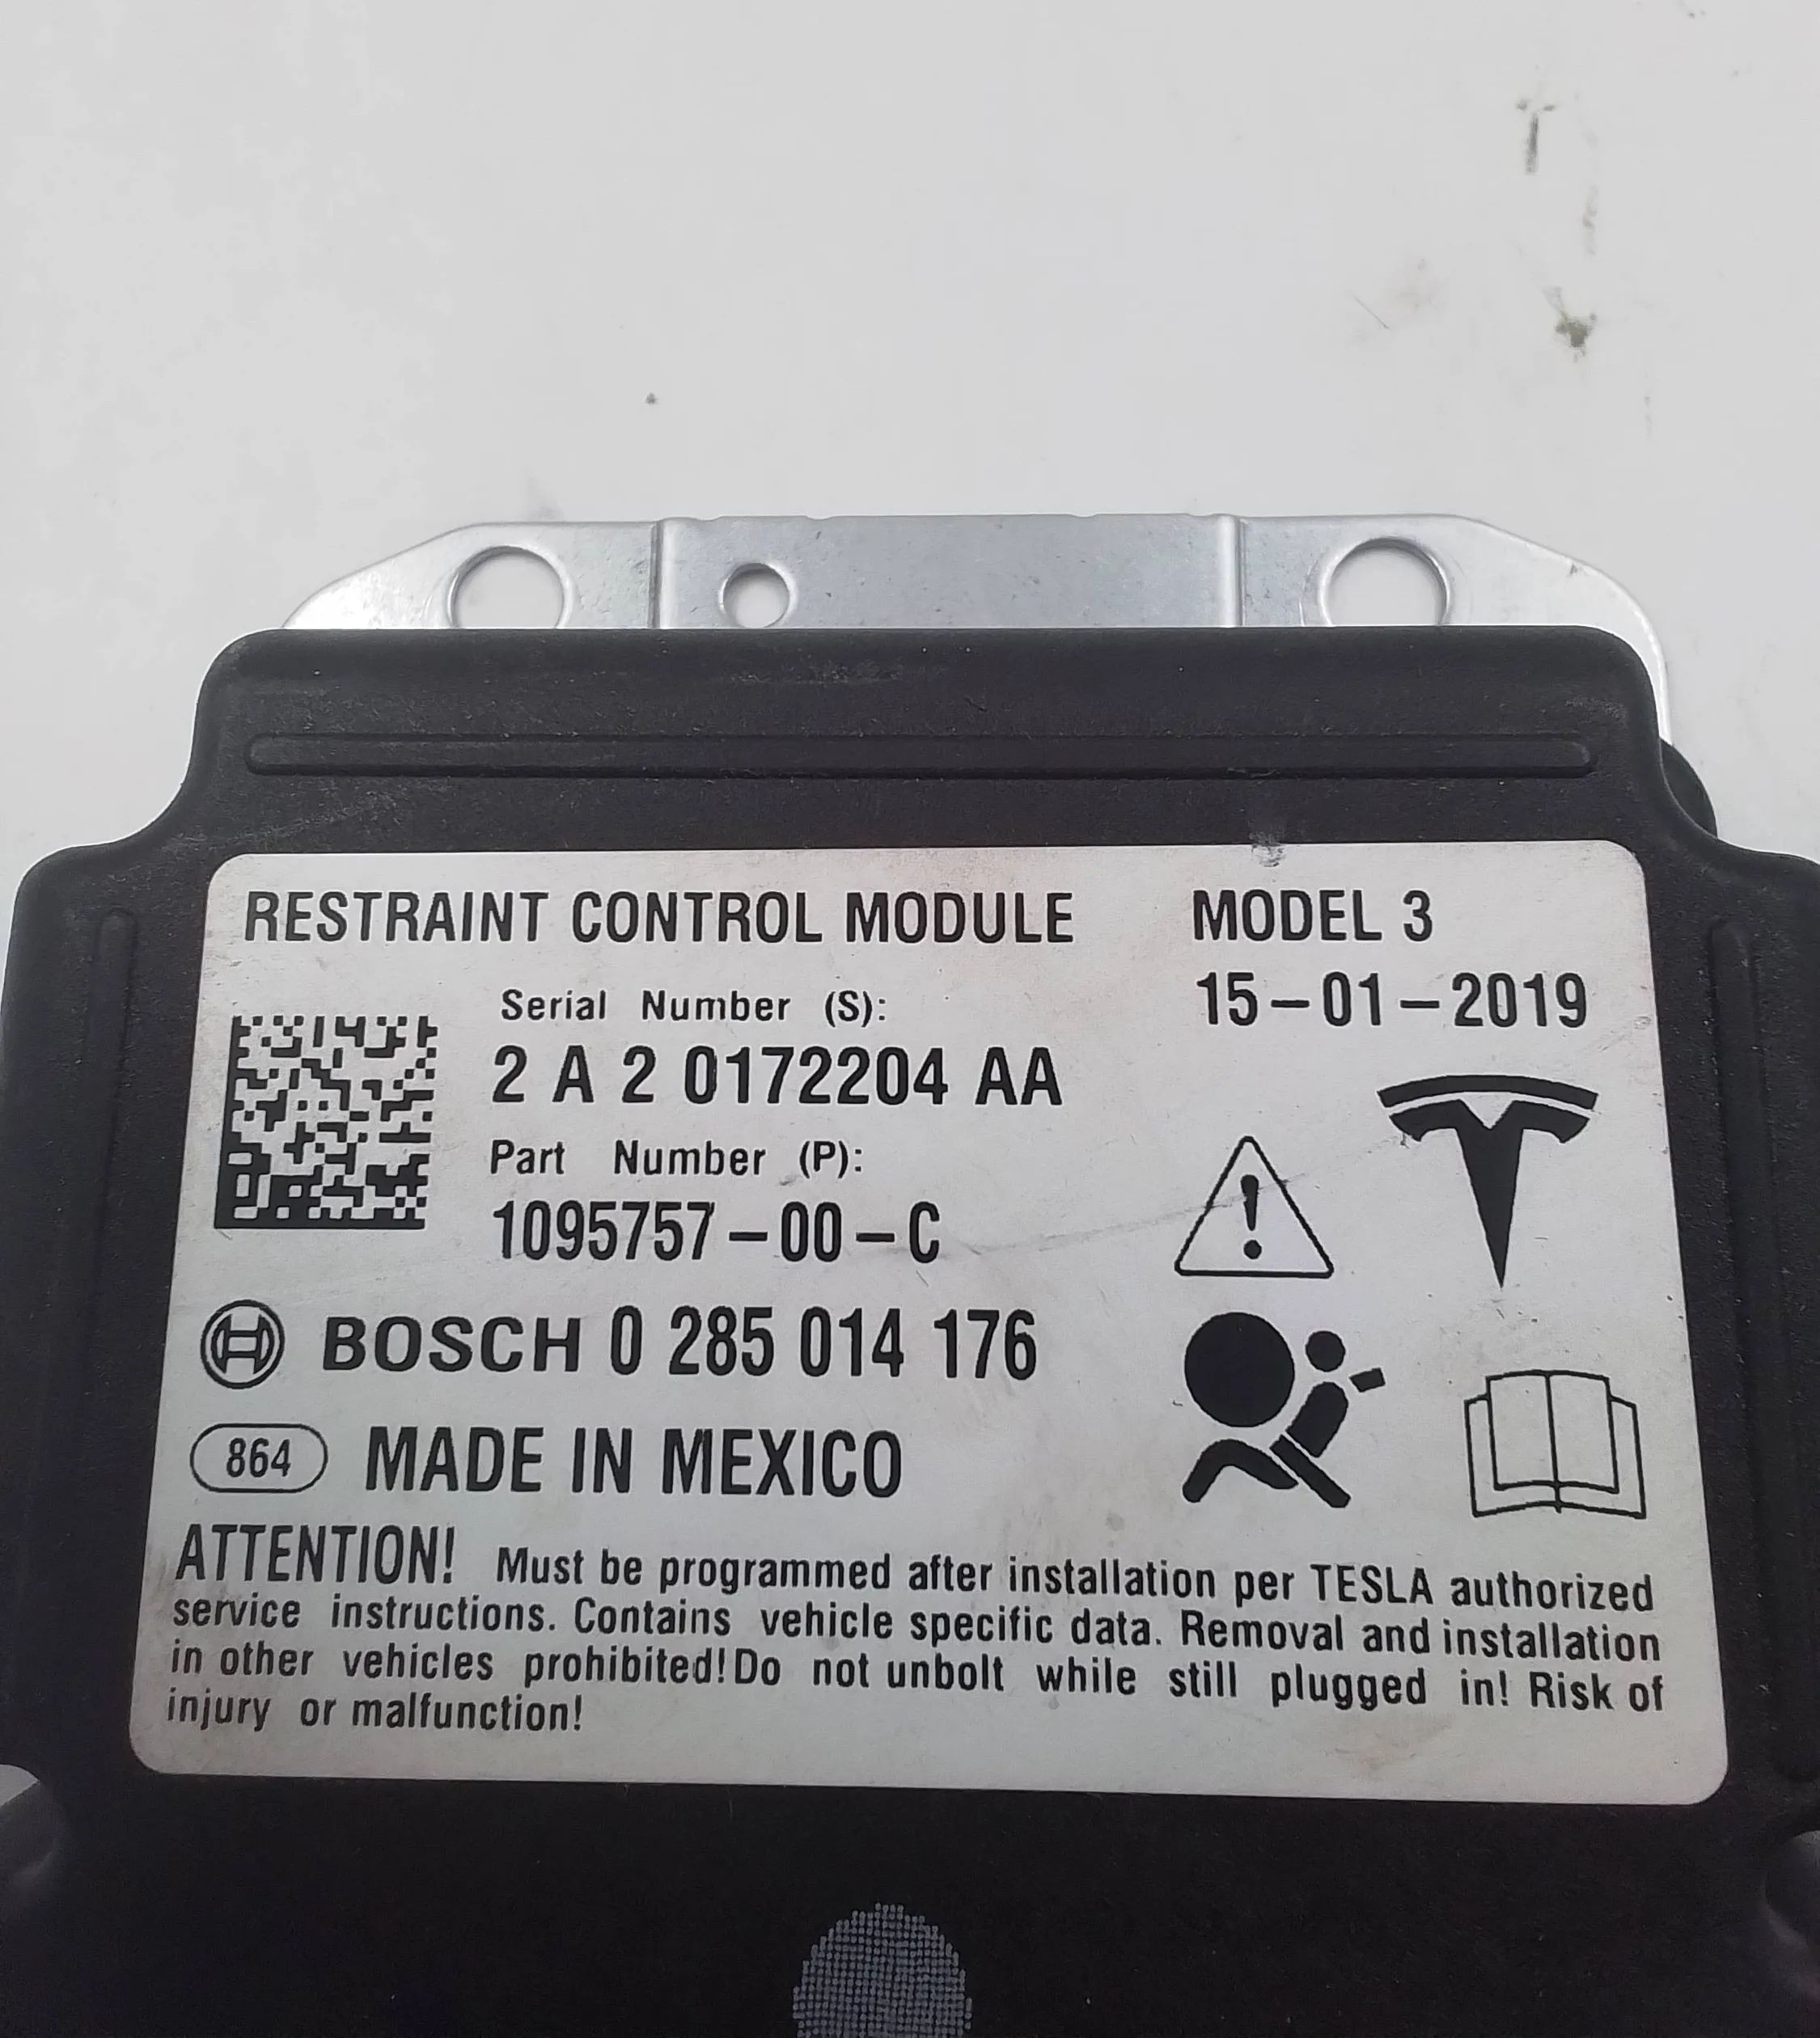 RESTRAINT CONTROL MODULE
MODEL 3
15-01-2019
Serial Number (S):
2 A 2 0172204 AA
Part Number (P):
1095757-00-C
BOSCH 0 285 014 176
864 MADE IN MEXICO
ATTENTION! Must be programmed after installation per TESLA authorized
service instructions. Contains vehicle specific data. Removal and installation
in other vehicles prohibited! Do not unbolt while still plugged in! Risk of
injury or malfunction!